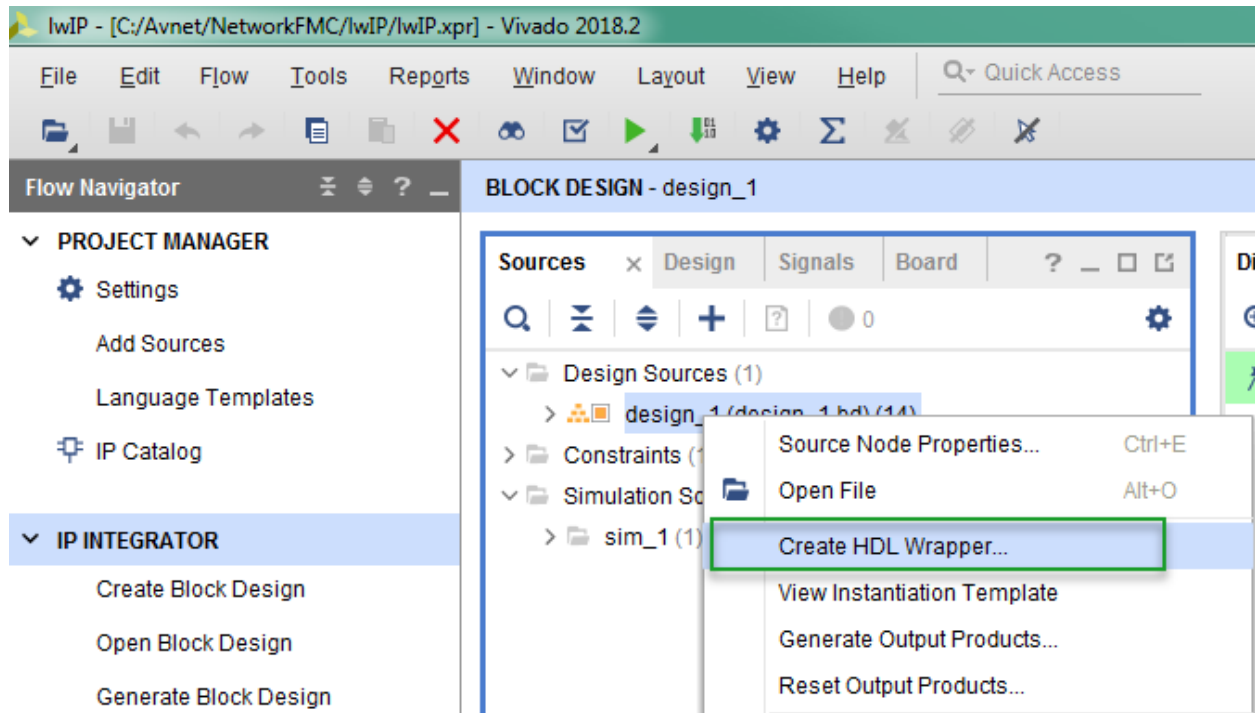 lwIP - [C:/Avnet/NetworkFMC/lwIP/lwIP.xpr] - Vivado 2018.2
File Edit Flow Tools Reports Window Layout View Help Quick Access
Flow Navigator ? BLOCK DESIGN - design_1
PROJECT MANAGER
Settings
Add Sources
Language Templates
IP Catalog
IP INTEGRATOR
Create Block Design
Open Block Design
Generate Block Design
Sources Design Signals Board ?
0
Design Sources (1)
design_1 (design_1.bd) (14)
Constraints (1
Simulation So
sim_1 (1)
Source Node Properties... Ctrl+E
Open File Alt+O
Create HDL Wrapper...
View Instantiation Template
Generate Output Products...
Reset Output Products...
Di